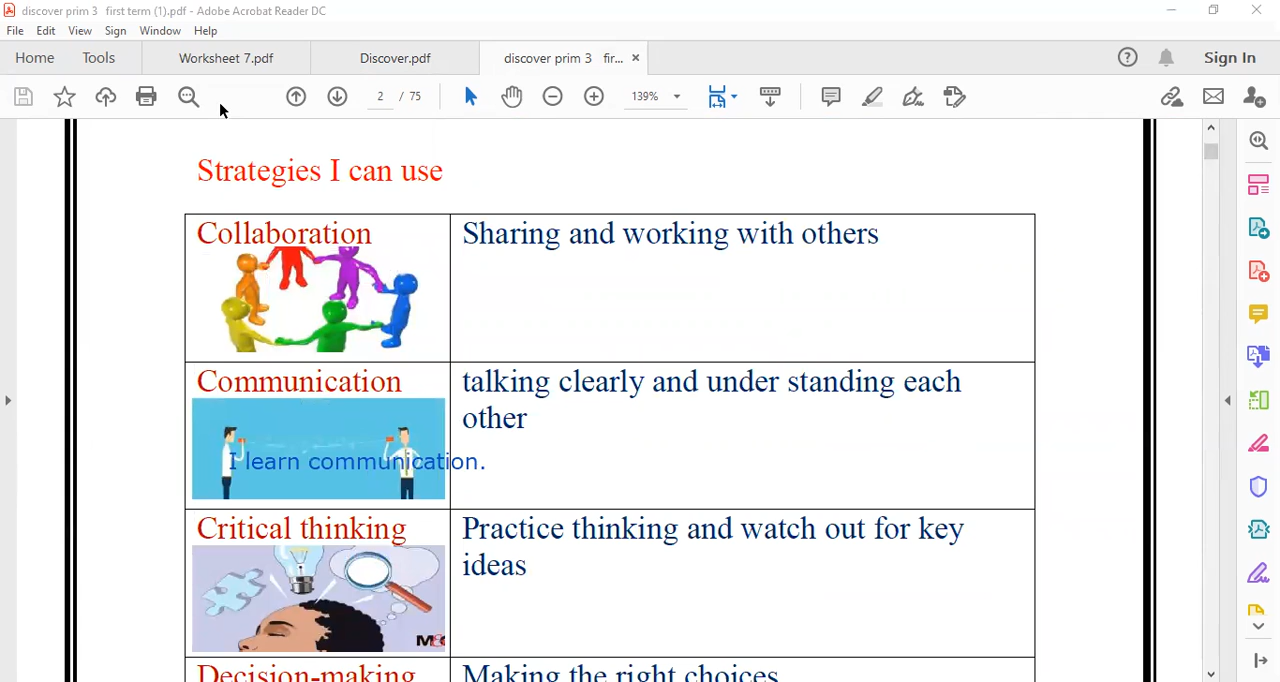 discover prim 3 first term (1).pdf - Adobe Acrobat Reader DC
File Edit View Sign Window Help
Home Tools Worksheet 7.pdf Discover.pdf discover prim 3 fir... × Sign In
2 / 75 139%
Strategies I can use
Collaboration Sharing and working with others
Communication talking clearly and under standing each
other
I learn communication.
Critical thinking Practice thinking and watch out for key
ideas
Decision-making Making the right choices